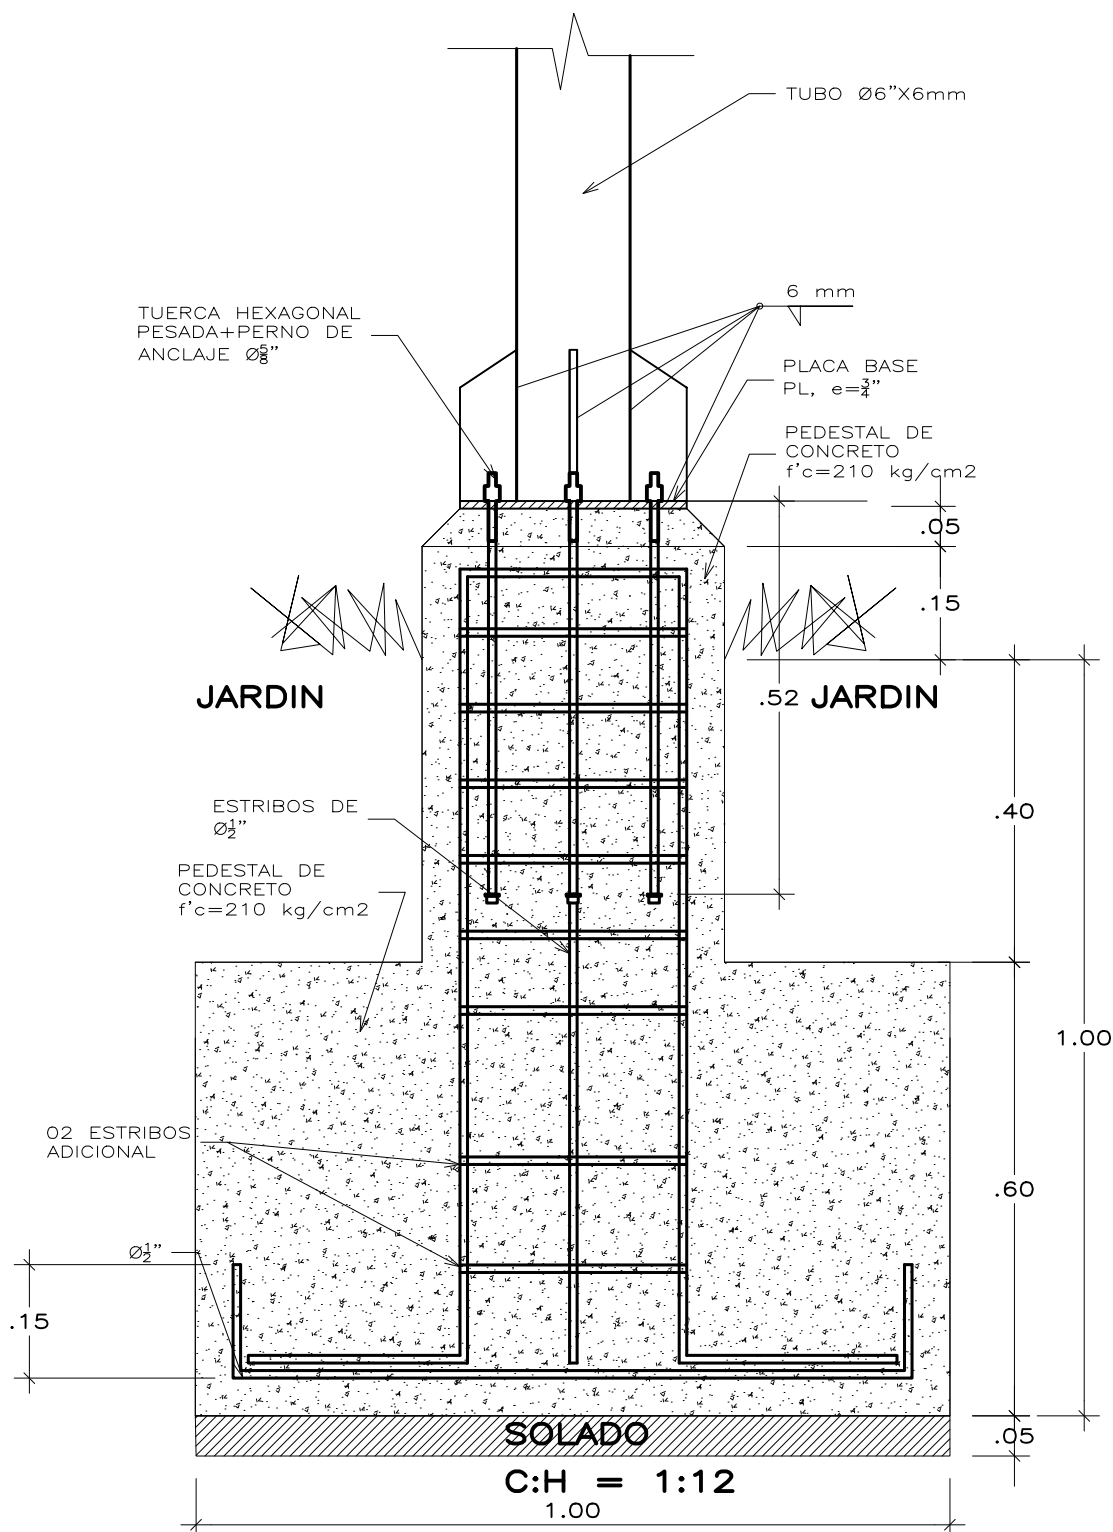 TUBO Ø6"X6mm
6 mm
TUERCA HEXAGONAL
PESADA+PERNO DE
ANCLAJE Ø5/8"
PLACA BASE
PL, e=3/4"
PEDESTAL DE
CONCRETO
f'c=210 kg/cm2
.05
.15
JARDIN
.52
JARDIN
.40
ESTRIBOS DE
Ø1/2"
PEDESTAL DE
CONCRETO
f'c=210 kg/cm2
1.00
02 ESTRIBOS
ADICIONAL
.60
Ø1/2"
.15
SOLADO
.05
C:H = 1:12
1.00